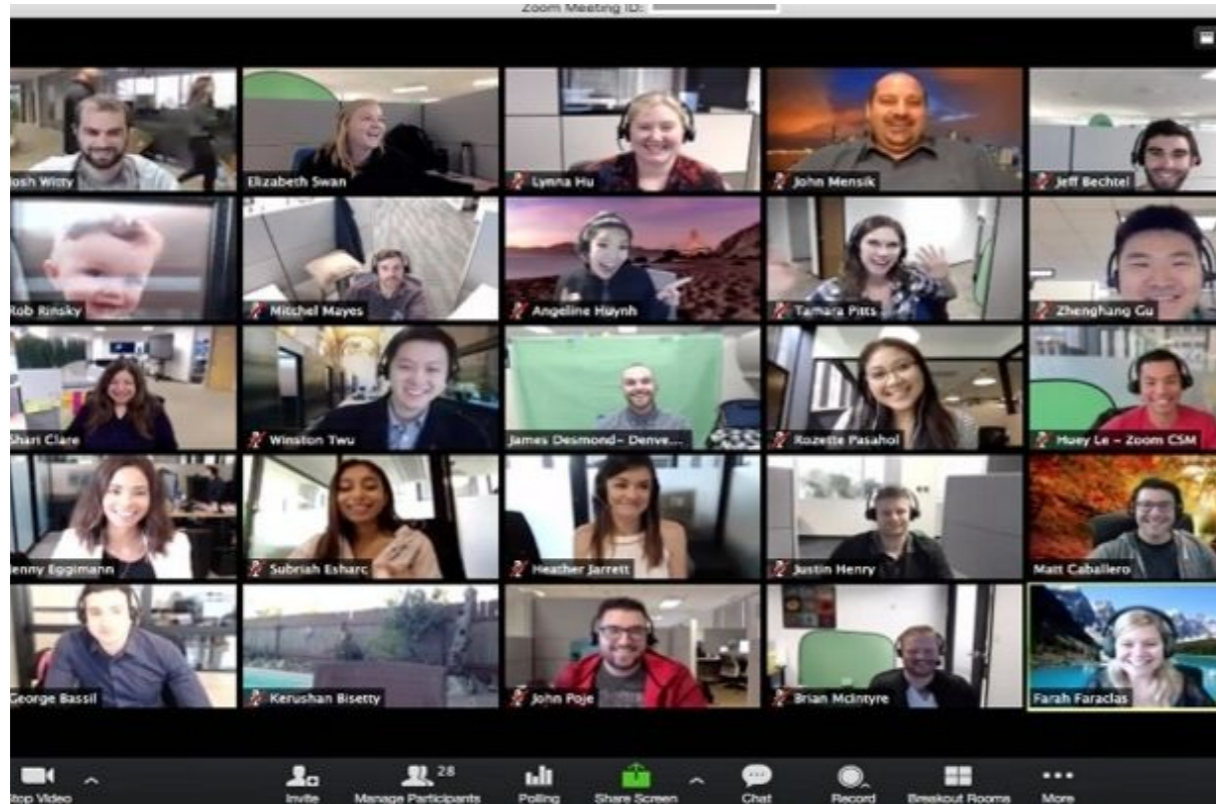 Zoom Meeting ID:
osh Witty
Elizabeth Swan
Lynna Hu
John Mensik
Jeff Bechtel
Rob Rinsky
Mitchel Mayes
Angeline Huynh
Tamara Pitts
Zhenghang Gu
Shari Clare
Winston Twu
James Desmond- Denve...
Rozette Pasahol
Huey Le - Zoom CSM
enny Eggimann
Subriah Esharc
Heather Jarrett
Justin Henry
Matt Caballero
George Bassil
Kerushan Bisetty
John Poje
Brian McIntyre
Farah Faraclas
28
Stop Video
Invite
Manage Participants
Polling
Share Screen
Chat
Record
Breakout Rooms
More